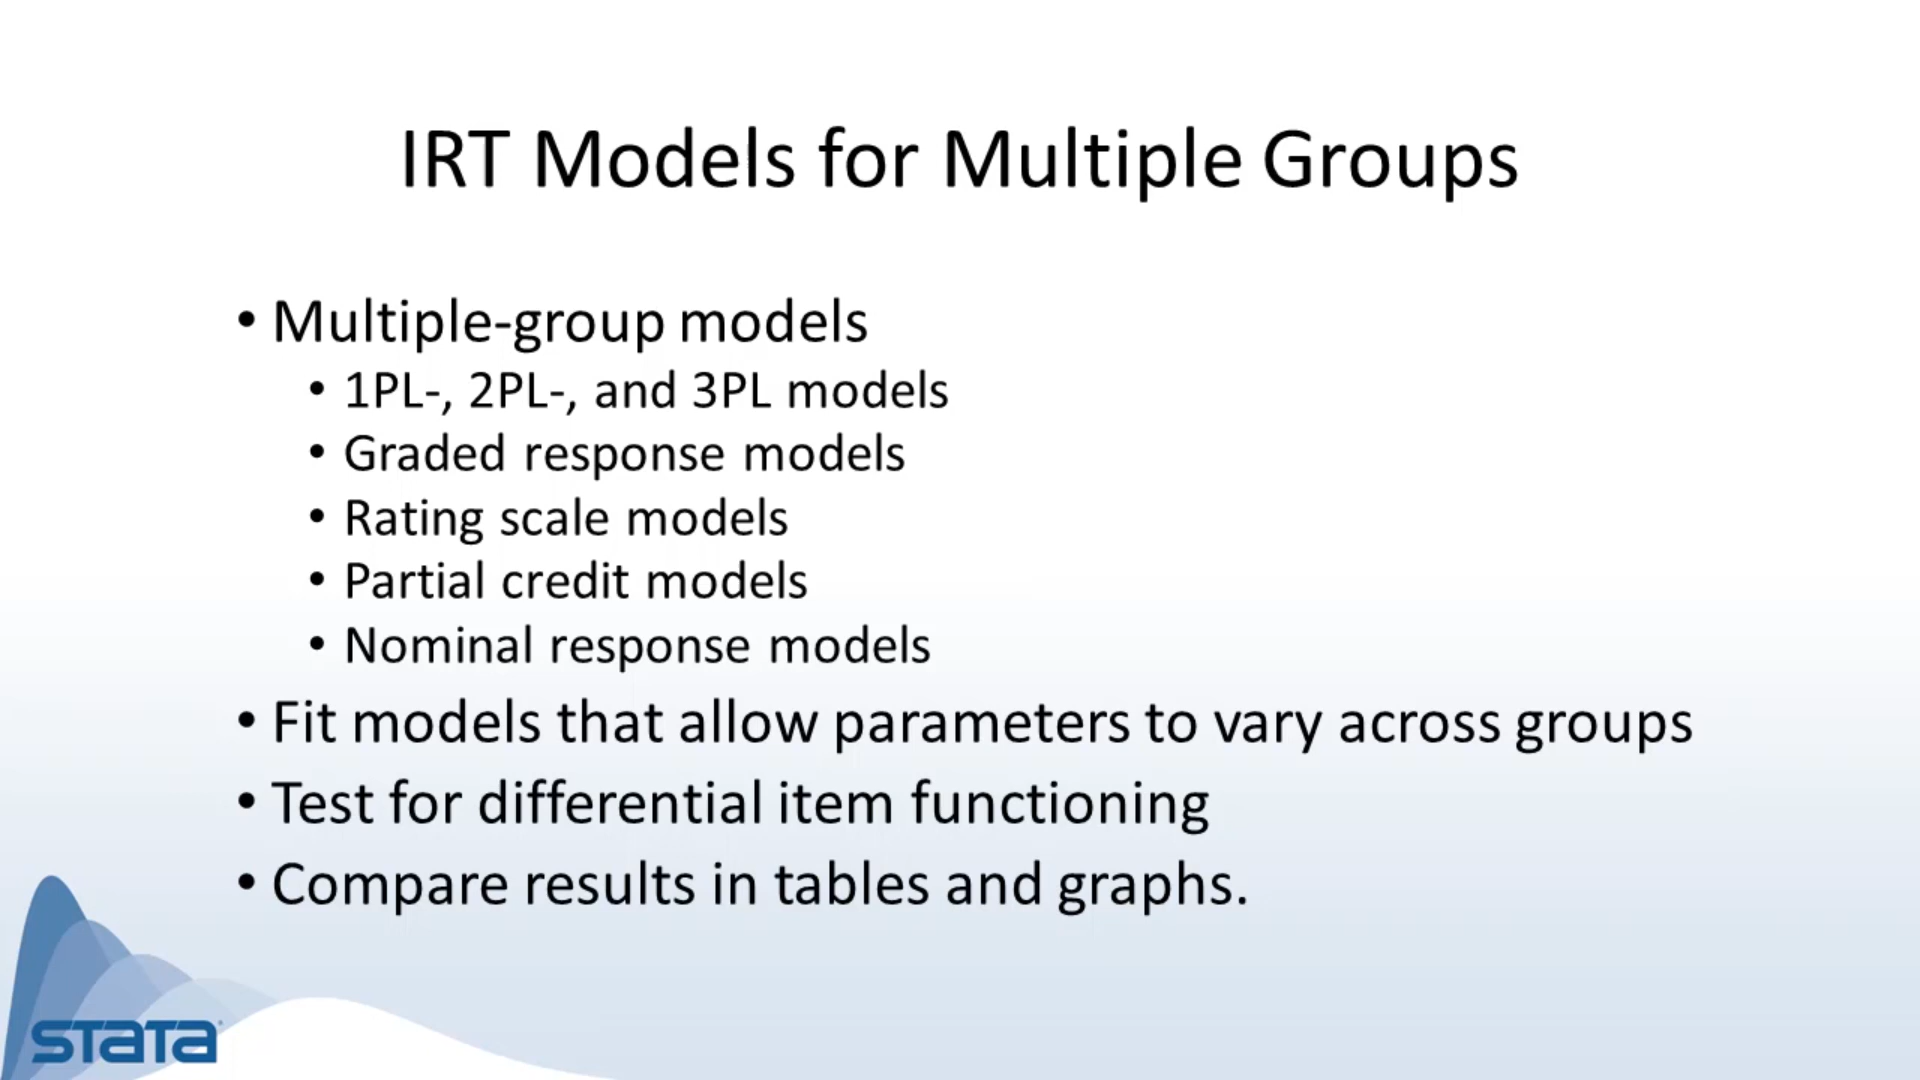 IRT Models for Multiple Groups
• Multiple-group models
• 1PL-, 2PL-, and 3PL models
• Graded response models
• Rating scale models
• Partial credit models
• Nominal response models
• Fit models that allow parameters to vary across groups
• Test for differential item functioning
• Compare results in tables and graphs.
stata